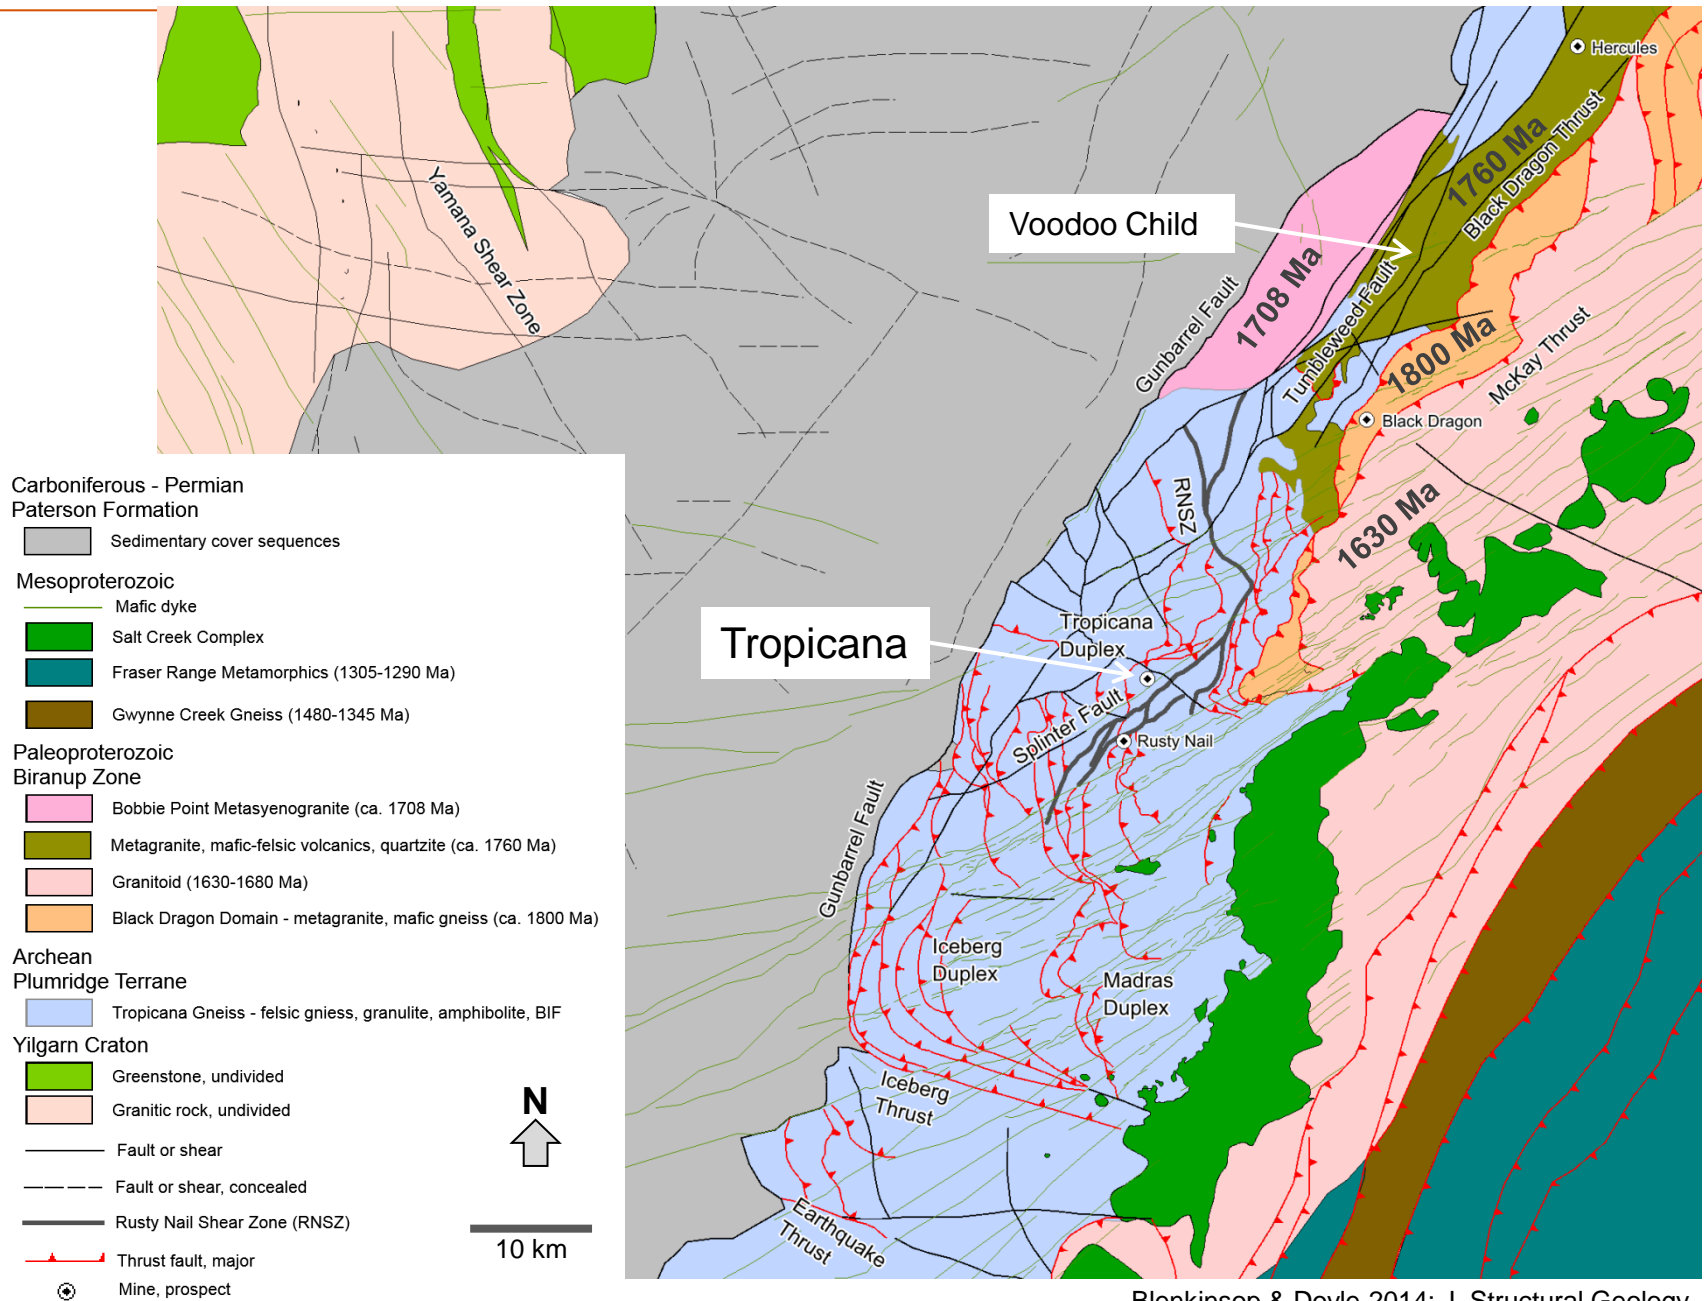 Hercules
1760 Ma
Black Dragon Thrust
Voodoo Child
Yamana Shear Zone
Gunbarrel Fault
1708 Ma
Tumbleweed Fault
1800 Ma
McKay Thrust
Black Dragon
RNSZ
1630 Ma
Tropicana
Tropicana
Duplex
Splinter Fault
Rusty Nail
Gunbarrel Fault
Iceberg
Duplex
Madras
Duplex
Iceberg
Thrust
Earthquake
Thrust
Carboniferous - Permian
Paterson Formation
Sedimentary cover sequences
Mesoproterozoic
Mafic dyke
Salt Creek Complex
Fraser Range Metamorphics (1305-1290 Ma)
Gwynne Creek Gneiss (1480-1345 Ma)
Paleoproterozoic
Biranup Zone
Bobbie Point Metasyenogranite (ca. 1708 Ma)
Metagranite, mafic-felsic volcanics, quartzite (ca. 1760 Ma)
Granitoid (1630-1680 Ma)
Black Dragon Domain - metagranite, mafic gneiss (ca. 1800 Ma)
Archean
Plumridge Terrane
Tropicana Gneiss - felsic gniess, granulite, amphibolite, BIF
Yilgarn Craton
Greenstone, undivided
Granitic rock, undivided
Fault or shear
Fault or shear, concealed
Rusty Nail Shear Zone (RNSZ)
Thrust fault, major
Mine, prospect
N
10 km
Blenkinsop & Doyle 2014: J. Structural Geology